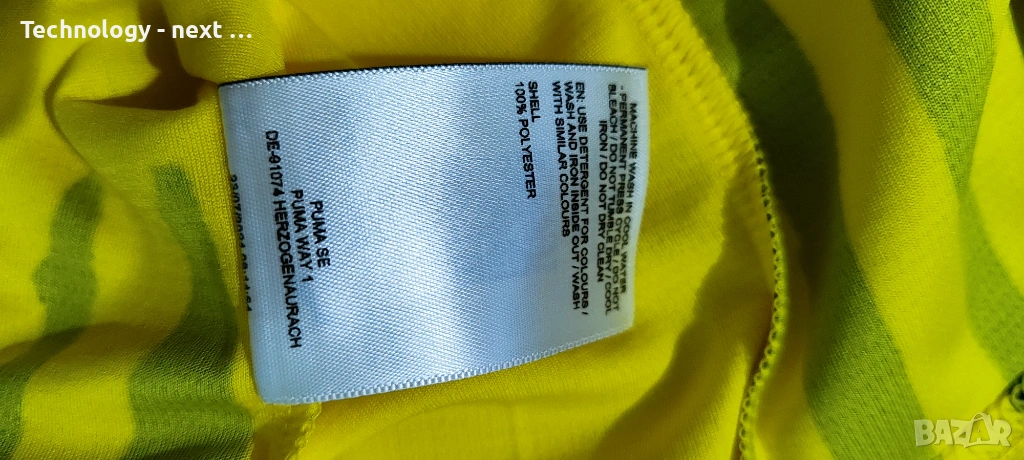 Technology - next ...
MACHINE WASH IN COOL WATER
- PERMANENT PRESS CYCLE / DO NOT
BLEACH / DO NOT TUMBLE DRY / COOL
IRON / DO NOT DRY CLEAN
EN: USE DETERGENT FOR COLOURS /
WASH AND IRON INSIDE OUT / WASH
WITH SIMILAR COLOURS
SHELL
100% POLYESTER
PUMA SE
PUMA WAY 1
DE-91074 HERZOGENAURACH
BAZAR